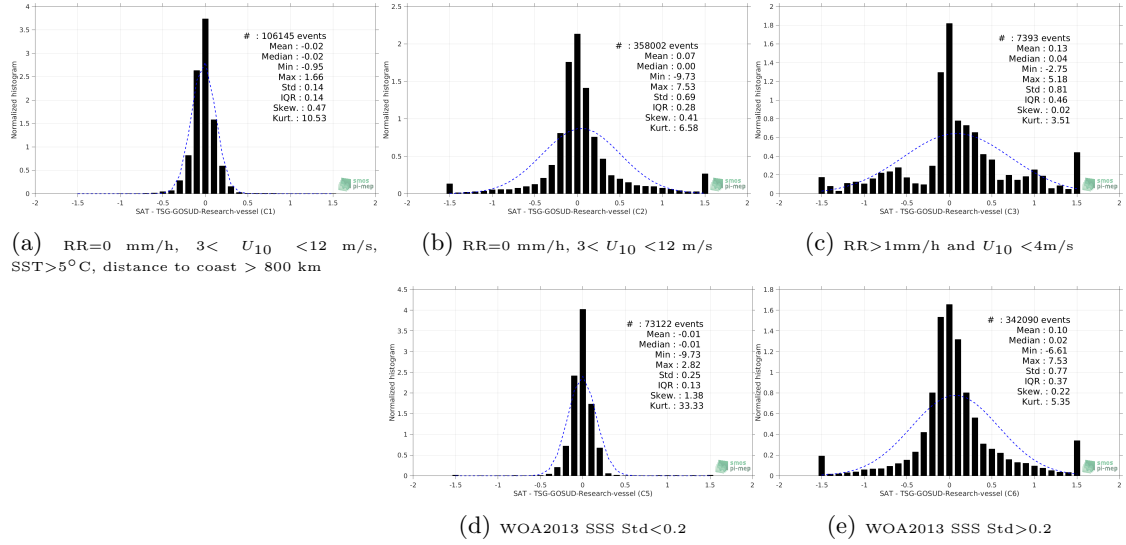 4
3.5
3
2.5
2
1.5
1
0.5
0
-2 -1.5 -1 -0.5 0 0.5 1 1.5 2
Normalized histogram
SAT - TSG-GOSUD-Research-vessel (C1)
# : 106145 events
Mean : -0.02
Median : -0.02
Min : -0.95
Max : 1.66
Std : 0.14
IQR : 0.14
Skew. : 0.47
Kurt. : 10.53
smos
pi-mep
(a) RR=0 mm/h, 3< U10 <12 m/s,
SST>5°C, distance to coast > 800 km
2.5
2
1.5
1
0.5
0
-2 -1.5 -1 -0.5 0 0.5 1 1.5 2
Normalized histogram
SAT - TSG-GOSUD-Research-vessel (C2)
# : 358002 events
Mean : 0.07
Median : 0.00
Min : -9.73
Max : 7.53
Std : 0.69
IQR : 0.28
Skew. : 0.41
Kurt. : 6.58
smos
pi-mep
(b) RR=0 mm/h, 3< U10 <12 m/s
2
1.8
1.6
1.4
1.2
1
0.8
0.6
0.4
0.2
0
-2 -1.5 -1 -0.5 0 0.5 1 1.5 2
Normalized histogram
SAT - TSG-GOSUD-Research-vessel (C3)
# : 7393 events
Mean : 0.13
Median : 0.04
Min : -2.75
Max : 5.18
Std : 0.81
IQR : 0.46
Skew. : 0.02
Kurt. : 3.51
smos
pi-mep
(c) RR>1mm/h and U10 <4m/s
4.5
4
3.5
3
2.5
2
1.5
1
0.5
0
-2 -1.5 -1 -0.5 0 0.5 1 1.5 2
Normalized histogram
SAT - TSG-GOSUD-Research-vessel (C5)
# : 73122 events
Mean : -0.01
Median : -0.01
Min : -9.73
Max : 2.82
Std : 0.25
IQR : 0.13
Skew. : 1.38
Kurt. : 33.33
smos
pi-mep
(d) WOA2013 SSS Std<0.2
1.8
1.6
1.4
1.2
1
0.8
0.6
0.4
0.2
0
-2 -1.5 -1 -0.5 0 0.5 1 1.5 2
Normalized histogram
SAT - TSG-GOSUD-Research-vessel (C6)
# : 342090 events
Mean : 0.10
Median : 0.02
Min : -6.61
Max : 7.53
Std : 0.77
IQR : 0.37
Skew. : 0.22
Kurt. : 5.35
smos
pi-mep
(e) WOA2013 SSS Std>0.2